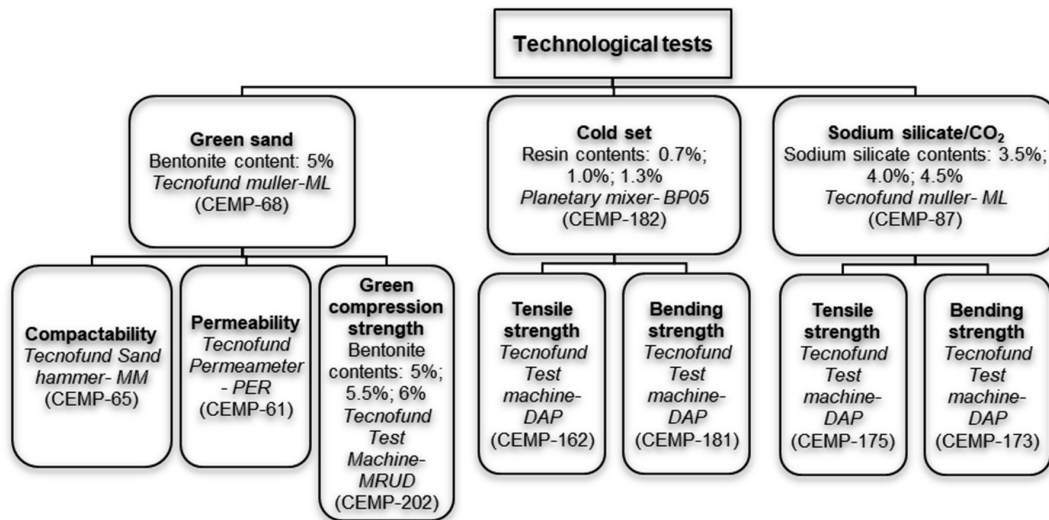 Technological tests
Green sand
Bentonite content: 5%
Tecnofund muller-ML
(CEMP-68)
Cold set
Resin contents: 0.7%;
1.0%; 1.3%
Planetary mixer- BP05
(CEMP-182)
Sodium silicate/CO₂
Sodium silicate contents: 3.5%;
4.0%; 4.5%
Tecnofund muller- ML
(CEMP-87)
Compactability
Tecnofund Sand
hammer- MM
(CEMP-65)
Permeability
Tecnofund
Permeameter
- PER
(CEMP-61)
Green
compression
strength
Bentonite
contents: 5%;
5.5%; 6%
Tecnofund
Test
Machine-
MRUD
(CEMP-202)
Tensile
strength
Tecnofund
Test
machine-
DAP
(CEMP-162)
Bending
strength
Tecnofund
Test
machine-
DAP
(CEMP-181)
Tensile
strength
Tecnofund
Test
machine-
DAP
(CEMP-175)
Bending
strength
Tecnofund
Test
machine-
DAP
(CEMP-173)